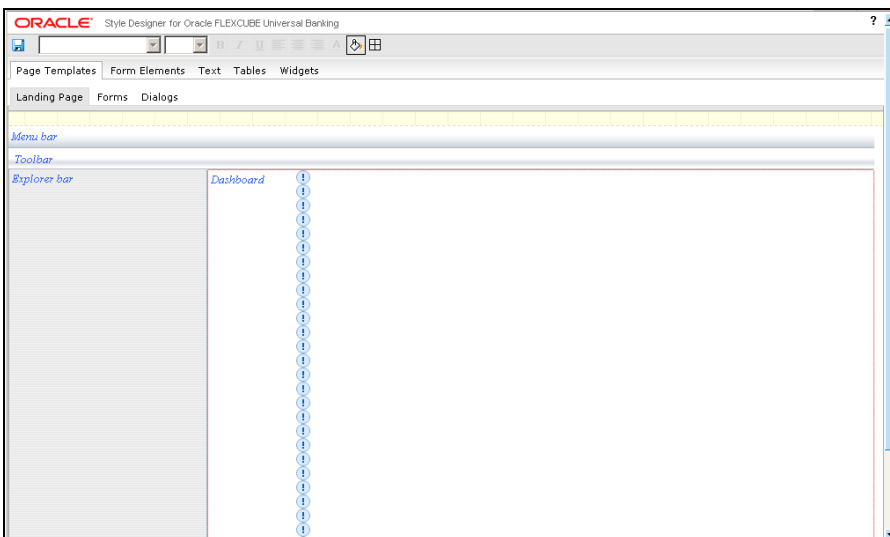 ORACLE® Style Designer for Oracle FLEXCUBE Universal Banking ?
B I U A
Page Templates Form Elements Text Tables Widgets
Landing Page Forms Dialogs
Menu bar
Toolbar
Explorer bar Dashboard